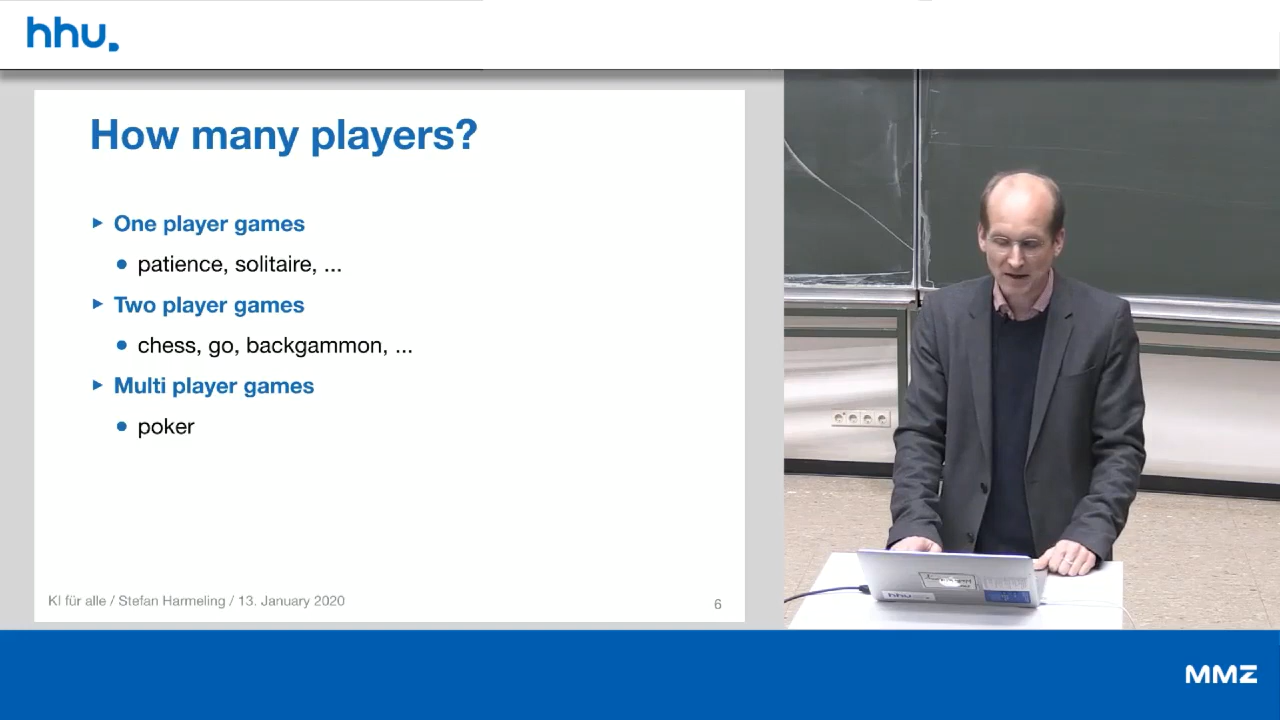 hhu.
How many players?
▸ One player games
• patience, solitaire, ...
▸ Two player games
• chess, go, backgammon, ...
▸ Multi player games
• poker
KI für alle / Stefan Harmeling / 13. January 2020
6
hhu
MMZ